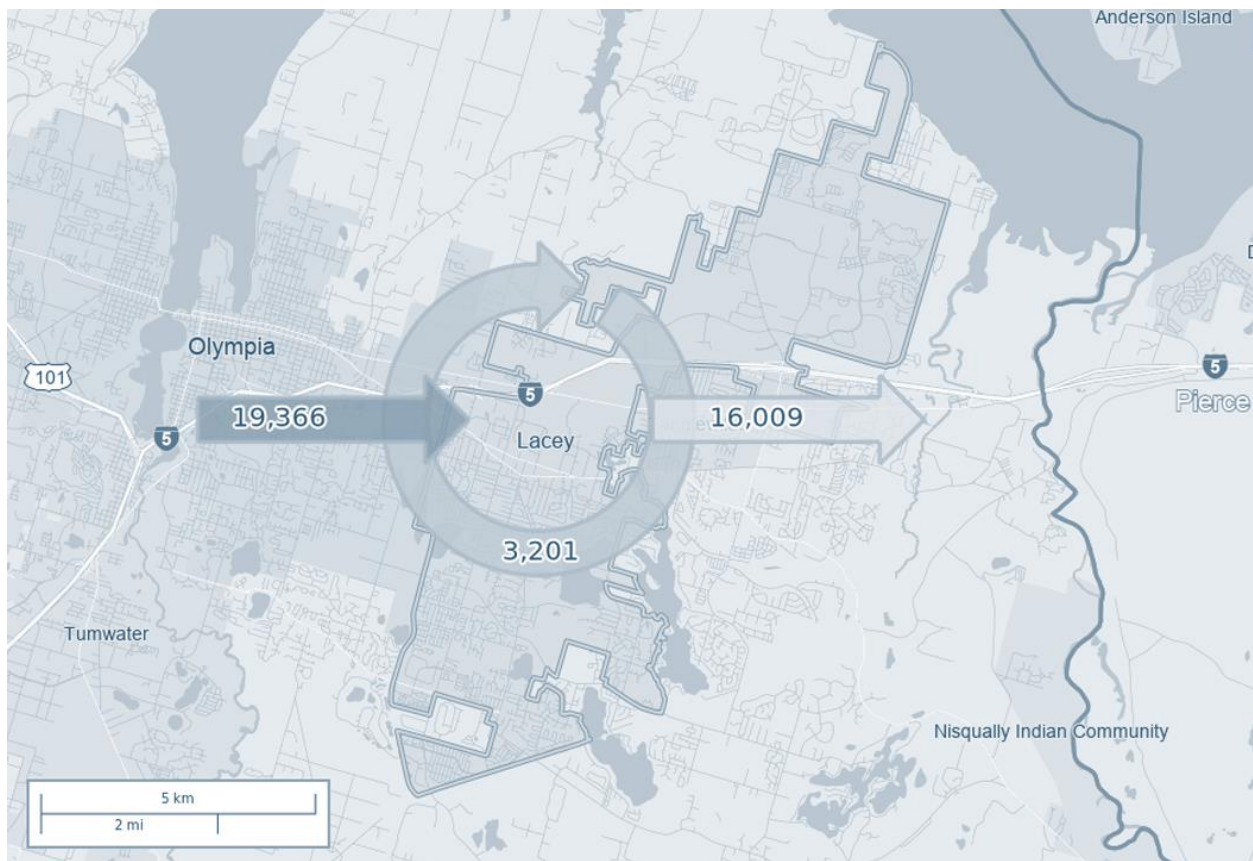 Anderson Island
Olympia
101
5
5
5
Pierce
19,366
16,009
Lacey
3,201
Tumwater
Nisqually Indian Community
5 km
2 mi